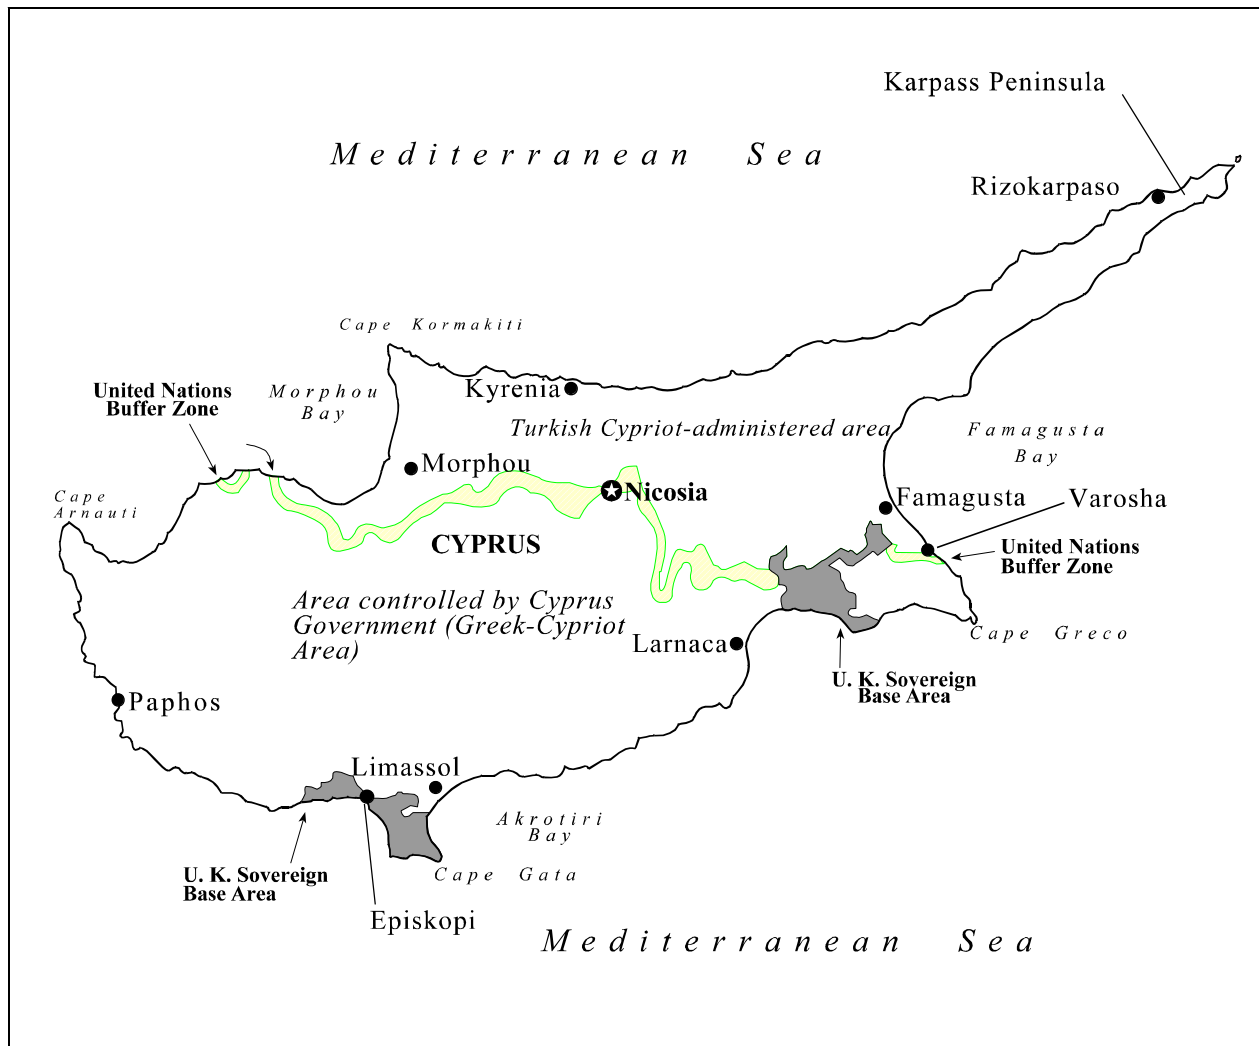 Karpass Peninsula
Mediterranean Sea
Rizokarpaso
Cape Kormakiti
United Nations
Buffer Zone
Morphou
Bay
Kyrenia
Turkish Cypriot-administered area
Famagusta
Bay
Morphou
Nicosia
Cape
Arnauti
Famagusta
Varosha
CYPRUS
United Nations
Buffer Zone
Area controlled by Cyprus
Government (Greek-Cypriot
Area)
Larnaca
Cape Greco
U. K. Sovereign
Base Area
Paphos
Limassol
Akrotiri
Bay
U. K. Sovereign
Base Area
Cape Gata
Episkopi
Mediterranean Sea